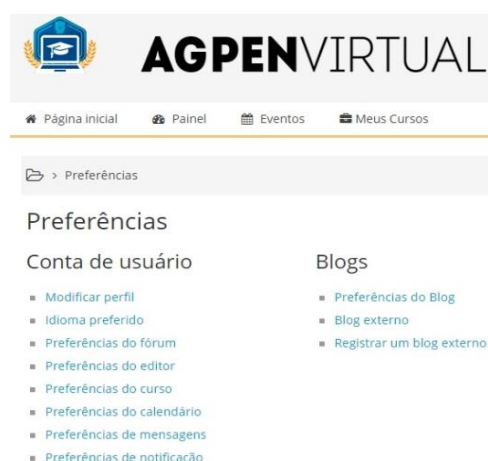 AGPENVIRTUAL
Página inicial Painel Eventos Meus Cursos
> Preferências
Preferências
Conta de usuário
Modificar perfil
Idioma preferido
Preferências do fórum
Preferências do editor
Preferências do curso
Preferências do calendário
Preferências de mensagens
Preferências de notificação
Blogs
Preferências do Blog
Blog externo
Registrar um blog externo